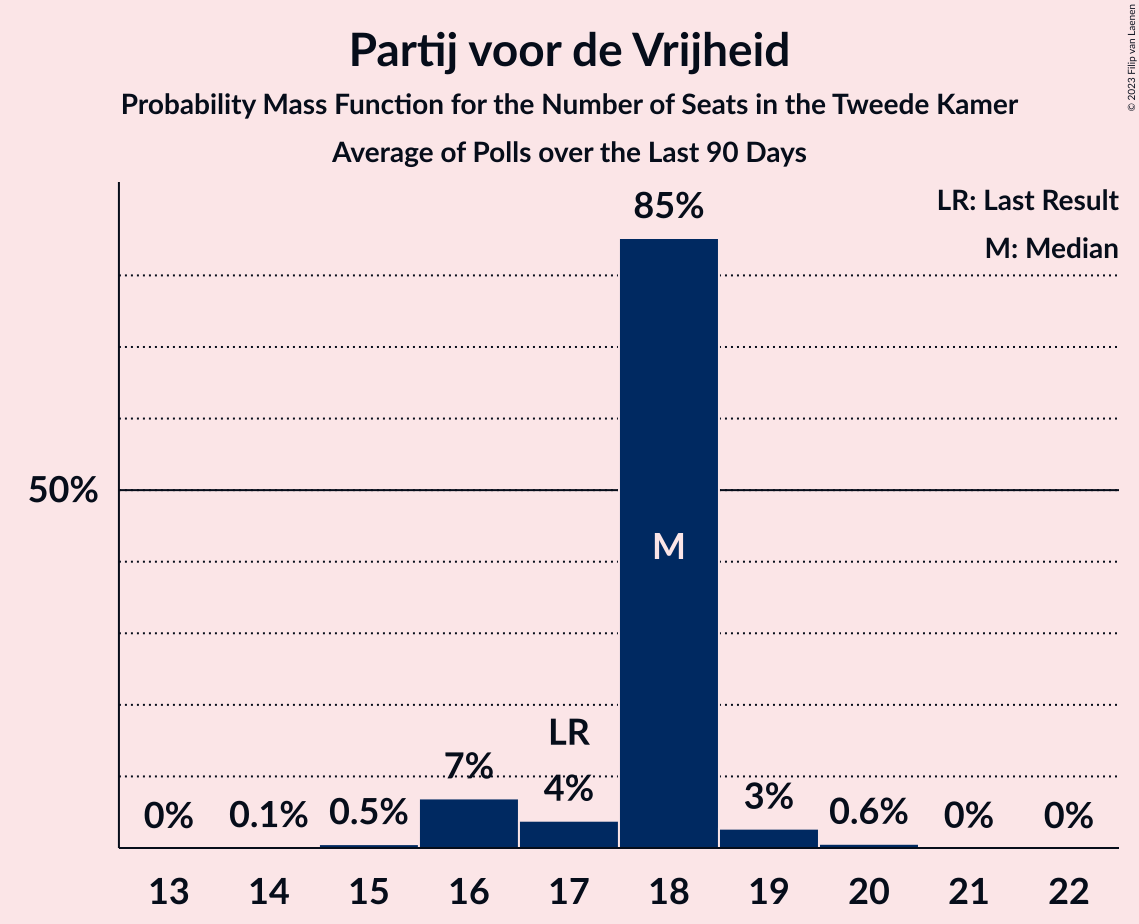 Partij voor de Vrijheid
Probability Mass Function for the Number of Seats in the Tweede Kamer
Average of Polls over the Last 90 Days
© 2023 Filip van Laenen
LR: Last Result
M: Median
85%
50%
M
LR
7%
4%
3%
0%
0.1%
0.5%
0.6%
0%
0%
13 14 15 16 17 18 19 20 21 22